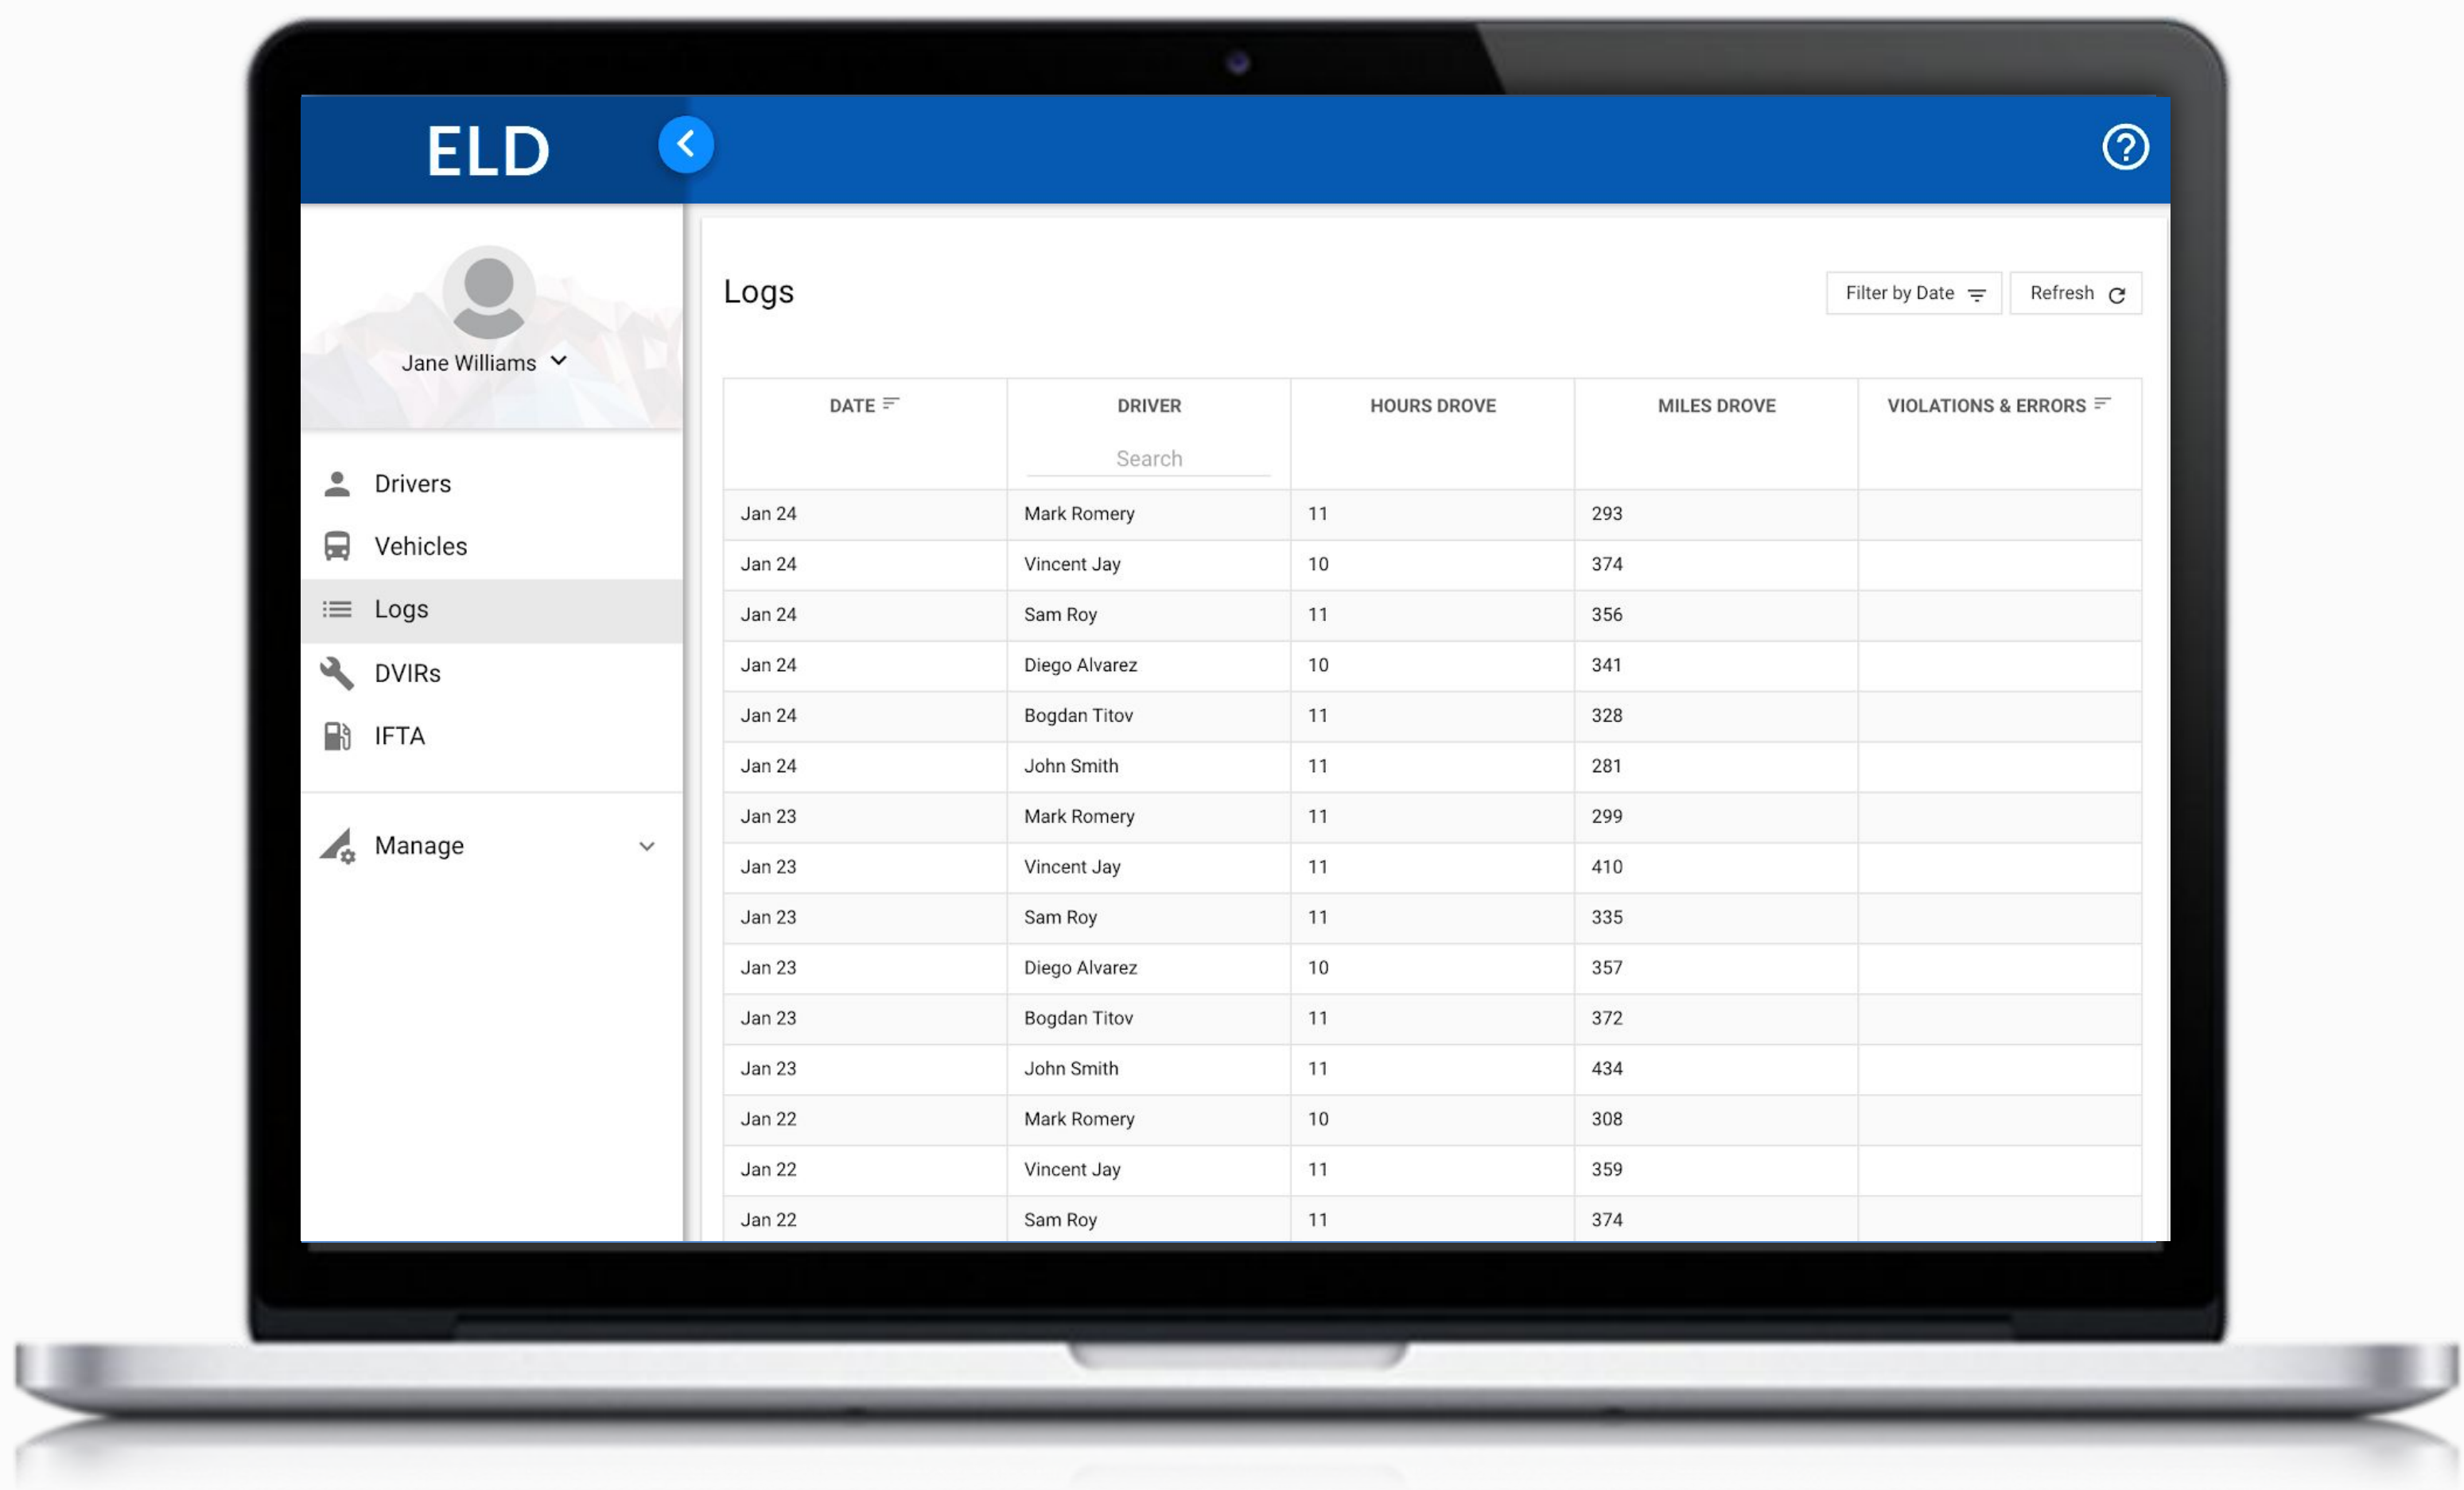 ELD
Jane Williams
Drivers
Vehicles
Logs
DVIRs
IFTA
Manage
Logs
Filter by Date
Refresh
DATE DRIVER HOURS DROVE MILES DROVE VIOLATIONS & ERRORS
Search
Jan 24 Mark Romery 11 293
Jan 24 Vincent Jay 10 374
Jan 24 Sam Roy 11 356
Jan 24 Diego Alvarez 10 341
Jan 24 Bogdan Titov 11 328
Jan 24 John Smith 11 281
Jan 23 Mark Romery 11 299
Jan 23 Vincent Jay 11 410
Jan 23 Sam Roy 11 335
Jan 23 Diego Alvarez 10 357
Jan 23 Bogdan Titov 11 372
Jan 23 John Smith 11 434
Jan 22 Mark Romery 10 308
Jan 22 Vincent Jay 11 359
Jan 22 Sam Roy 11 374